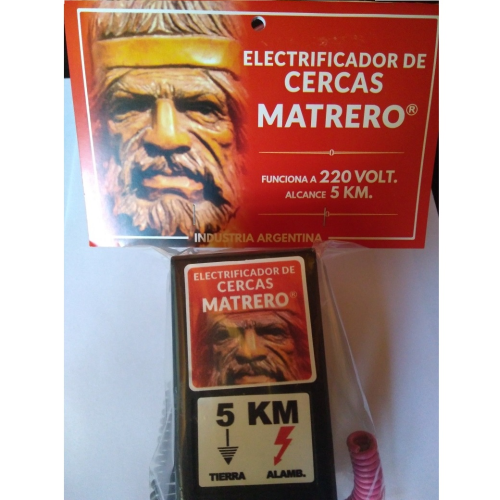 ELECTRIFICADOR DE
CERCAS
MATRERO®
FUNCIONA A 220 VOLT.
ALCANCE 5 KM.
INDUSTRIA ARGENTINA
ELECTRIFICADOR DE
CERCAS
MATRERO®
5 KM
TIERRA ALAMB.